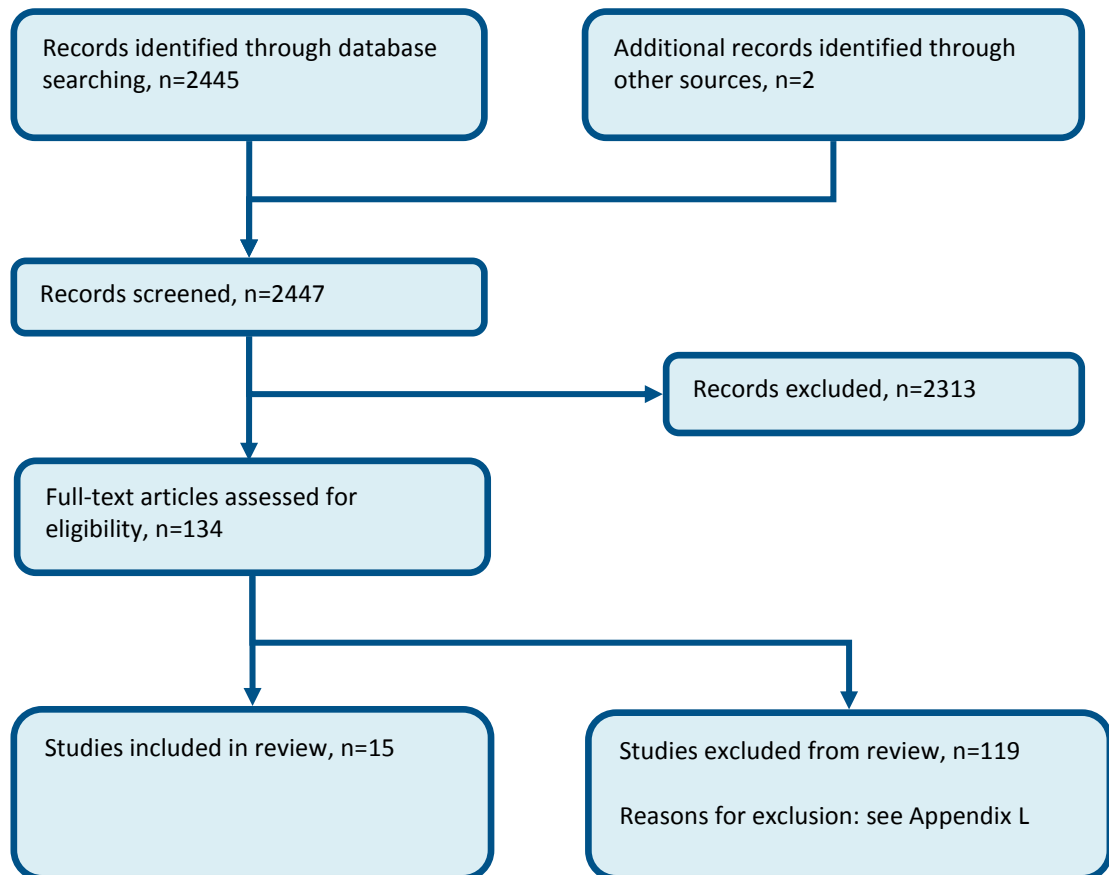 Records identified through database
searching, n=2445
Additional records identified through
other sources, n=2
Records screened, n=2447
Records excluded, n=2313
Full-text articles assessed for
eligibility, n=134
Studies included in review, n=15
Studies excluded from review, n=119
Reasons for exclusion: see Appendix L